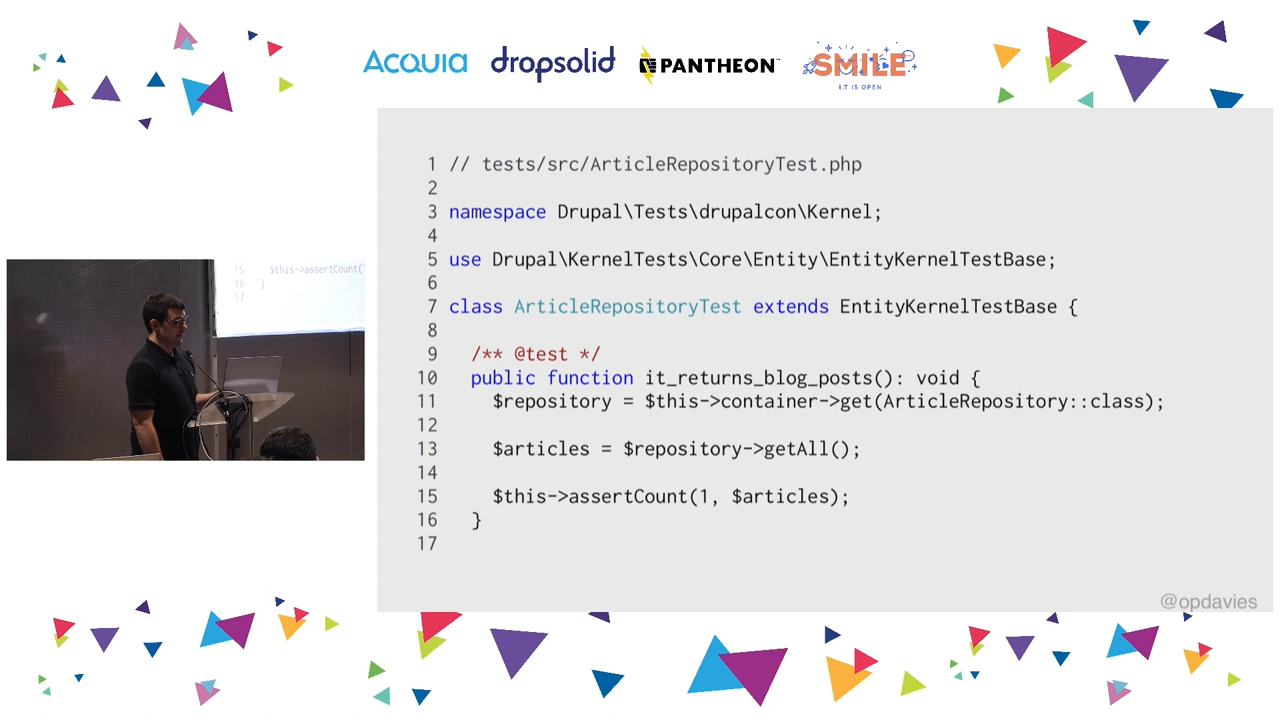 Acquia
dropsolid
PANTHEON
SMILE
I.T IS OPEN
1 // tests/src/ArticleRepositoryTest.php
2
3 namespace Drupal\Tests\drupalcon\Kernel;
4
5 use Drupal\KernelTests\Core\Entity\EntityKernelTestBase;
6
7 class ArticleRepositoryTest extends EntityKernelTestBase {
8
9 /** @test */
10 public function it_returns_blog_posts(): void {
11 $repository = $this->container->get(ArticleRepository::class);
12
13 $articles = $repository->getAll();
14
15 $this->assertCount(1, $articles);
16 }
17
15 $this->assertCount(
16 }
17
@opdavies